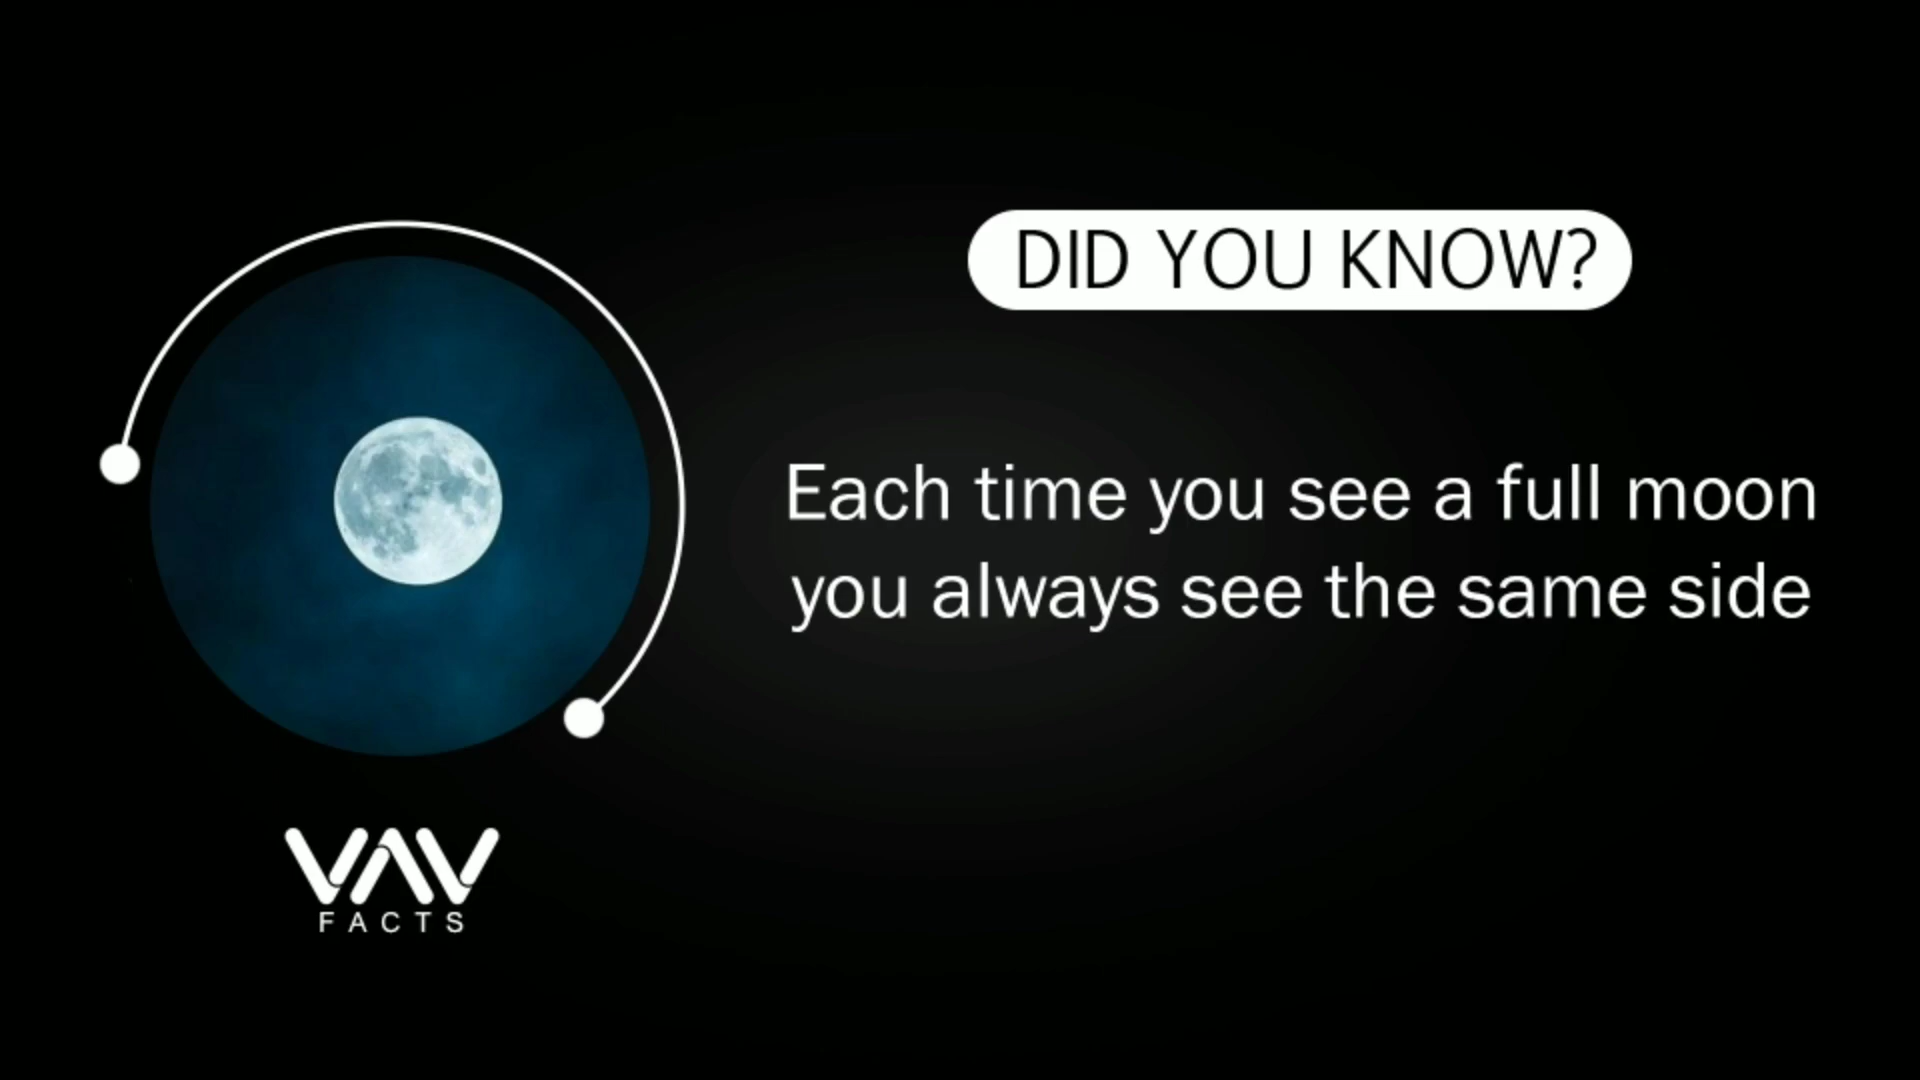 DID YOU KNOW?
Each time you see a full moon
you always see the same side
VAV
FACTS